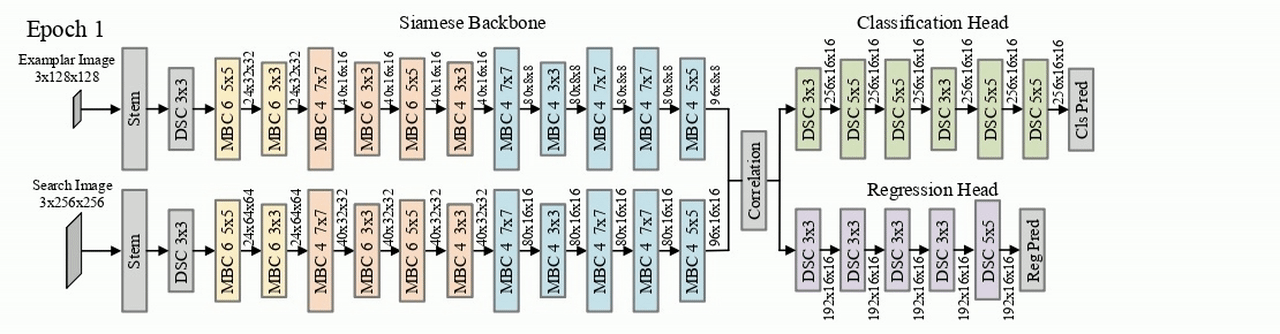 Epoch 1
Siamese Backbone
Classification Head
Examplar Image
3x128x128
Stem
DSC 3x3
MBC 6 5x5
24x32x32
MBC 6 3x3
24x32x32
MBC 4 7x7
40x16x16
MBC 6 3x3
40x16x16
MBC 6 5x5
40x16x16
MBC 4 3x3
40x16x16
MBC 4 7x7
80x8x8
MBC 4 3x3
80x8x8
MBC 4 7x7
80x8x8
MBC 4 7x7
80x8x8
MBC 4 5x5
96x8x8
Search Image
3x256x256
Stem
DSC 3x3
MBC 6 5x5
24x64x64
MBC 6 3x3
24x64x64
MBC 4 7x7
40x32x32
MBC 6 3x3
40x32x32
MBC 6 5x5
40x32x32
MBC 4 3x3
40x32x32
MBC 4 7x7
80x16x16
MBC 4 3x3
80x16x16
MBC 4 7x7
80x16x16
MBC 4 7x7
80x16x16
MBC 4 5x5
96x16x16
Correlation
DSC 3x3
256x16x16
DSC 5x5
256x16x16
DSC 5x5
256x16x16
DSC 3x3
256x16x16
DSC 5x5
256x16x16
DSC 5x5
256x16x16
Cls Pred
Regression Head
DSC 3x3
192x16x16
DSC 3x3
192x16x16
DSC 3x3
192x16x16
DSC 3x3
192x16x16
DSC 5x5
192x16x16
Reg Pred